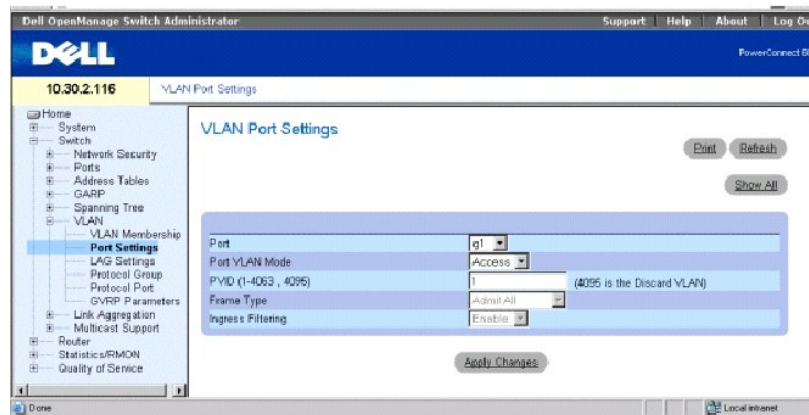 Dell OpenManage Switch Administrator
Support Help About Log Ou
DELL
PowerConnect
10.30.2.116
VLAN Port Settings
Home
System
Switch
Network Security
Ports
Address Tables
GARP
Spanning Tree
VLAN
VLAN Membership
Port Settings
LAG Settings
Protocol Group
Protocol Port
GVRP Parameters
Link Aggregation
Multicast Support
Router
Statistics/RMON
Quality of Service
VLAN Port Settings
Print Refresh
Show All
Port g1
Port VLAN Mode Access
PVID (1-4063 , 4095) 1 (4095 is the Discard VLAN)
Frame Type Admit All
Ingress Filtering Enable
Apply Changes
Done
Local intranet